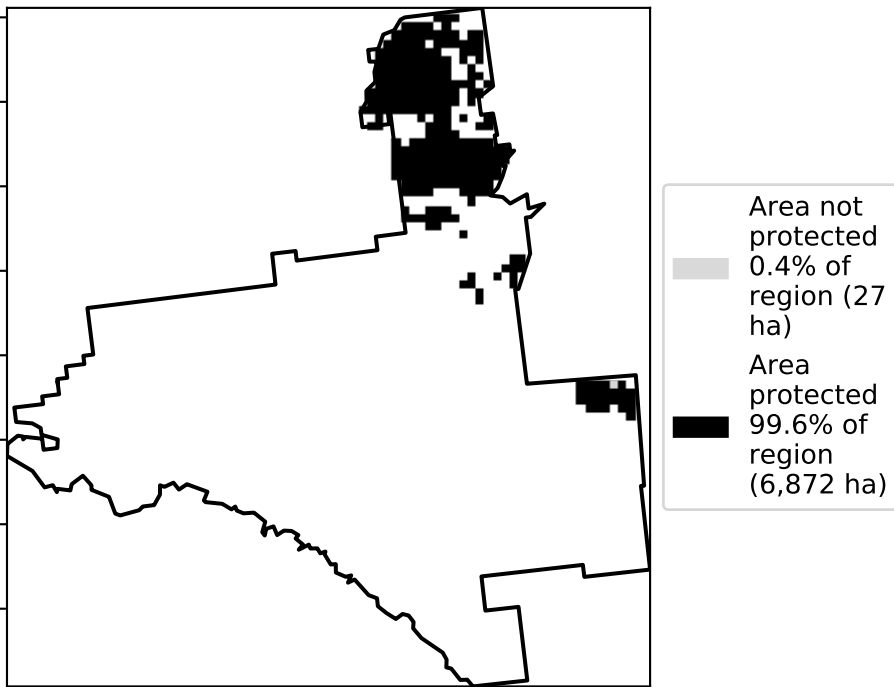 Area not
protected
0.4% of
region (27
ha)
Area
protected
99.6% of
region
(6,872 ha)